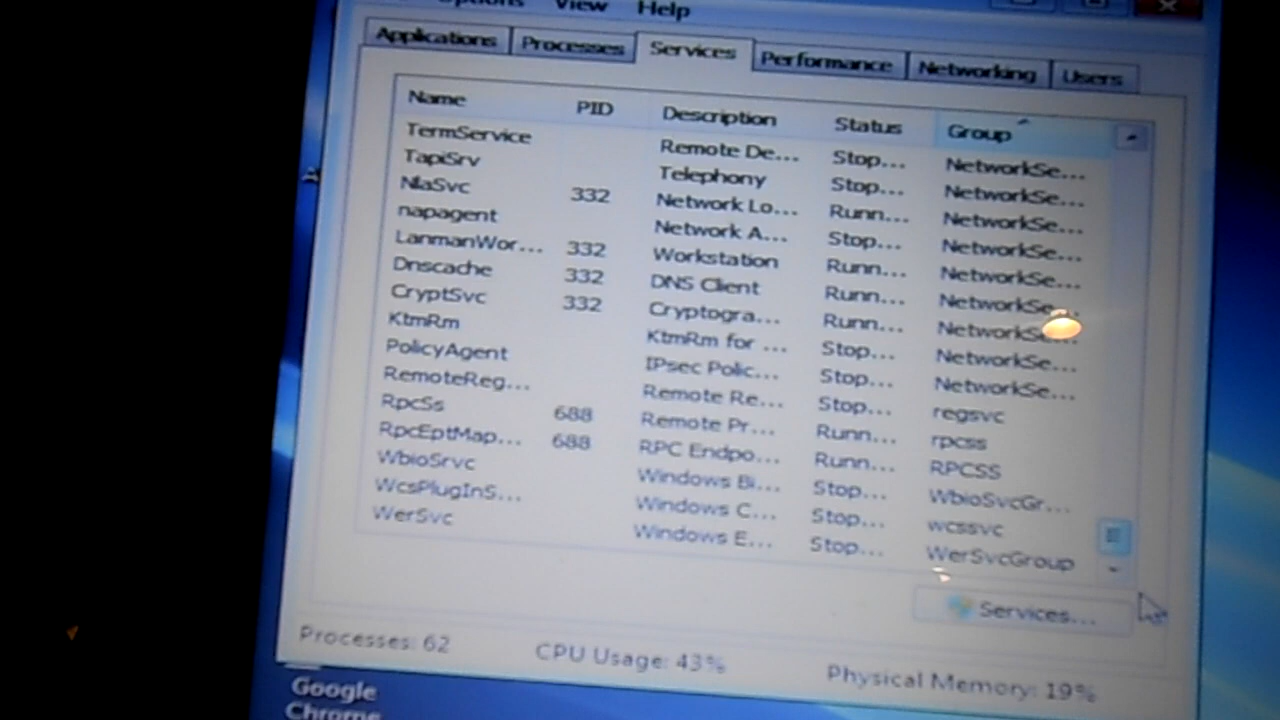 Options View Help
Applications Processes Services Performance Networking Users
Name PID Description Status Group
TermService Remote De... Stop... NetworkSe...
TapiSrv Telephony Stop... NetworkSe...
NlaSvc 332 Network Lo... Runn... NetworkSe...
napagent Network A... Stop... NetworkSe...
LanmanWor... 332 Workstation Runn... NetworkSe...
Dnscache 332 DNS Client Runn... NetworkSe...
CryptSvc 332 Cryptogra... Runn... NetworkSe...
KtmRm KtmRm for ... Stop... NetworkSe...
PolicyAgent IPsec Polic... Stop... NetworkSe...
RemoteReg... Remote Re... Stop... regsvc
RpcSs 688 Remote Pr... Runn... rpcss
RpcEptMap... 688 RPC Endpo... Runn... RPCSS
WbioSrvc Windows Bi... Stop... WbioSvcGr...
WcsPlugInS... Windows C... Stop... wcssvc
WerSvc Windows E... Stop... WerSvcGroup
Services...
Processes: 62 CPU Usage: 43% Physical Memory: 19%
Google
Chrome